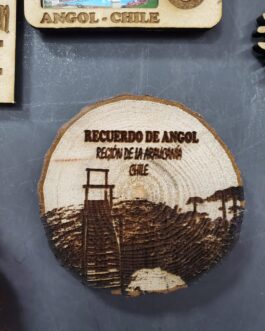 ANGOL - CHILE
RECUERDO DE ANGOL
REGIÓN DE LA ARAUCANÍA
CHILE